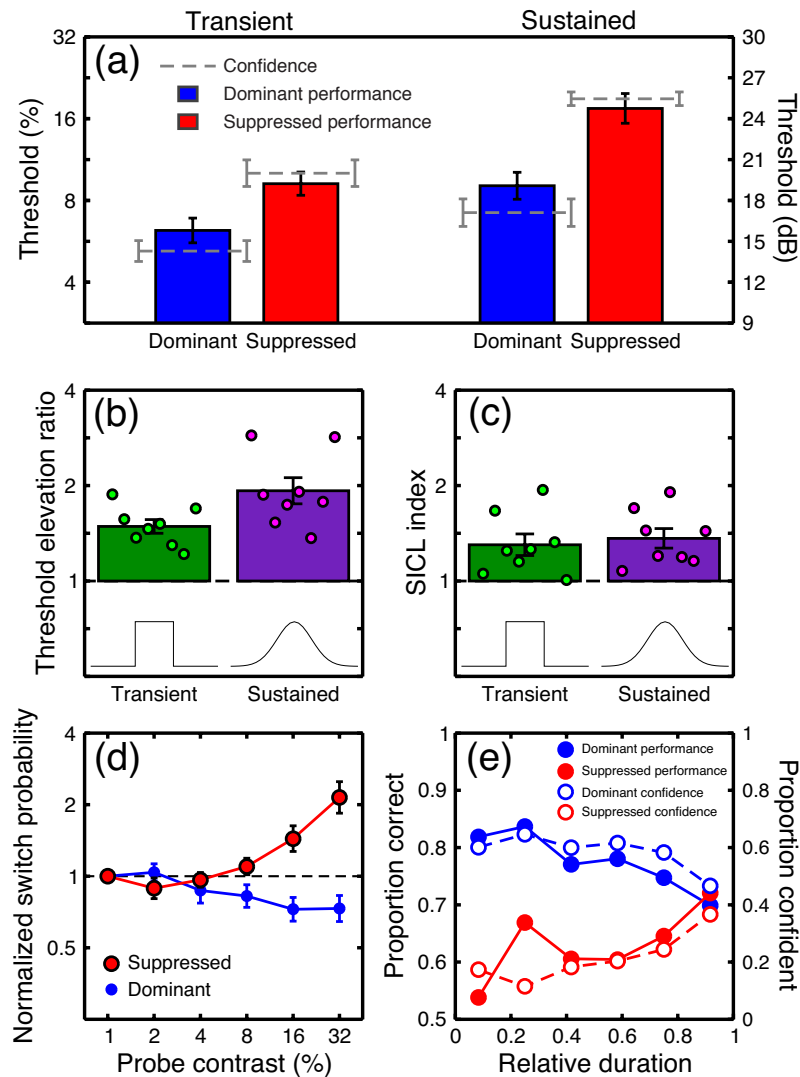 Transient
Sustained
(a)
Confidence
Dominant performance
Suppressed performance
Threshold (%)
32
16
8
4
Threshold (dB)
30
27
24
21
18
15
12
9
Dominant Suppressed
Dominant Suppressed
(b)
Threshold elevation ratio
4
2
1
Transient
Sustained
(c)
SICL index
4
2
1
Transient
Sustained
(d)
Normalized switch probability
4
2
1
0.5
Suppressed
Dominant
1 2 4 8 16 32
Probe contrast (%)
(e)
Dominant performance
Suppressed performance
Dominant confidence
Suppressed confidence
Proportion correct
1
0.9
0.8
0.7
0.6
0.5
Proportion confident
1
0.8
0.6
0.4
0.2
0
0 0.2 0.4 0.6 0.8 1
Relative duration